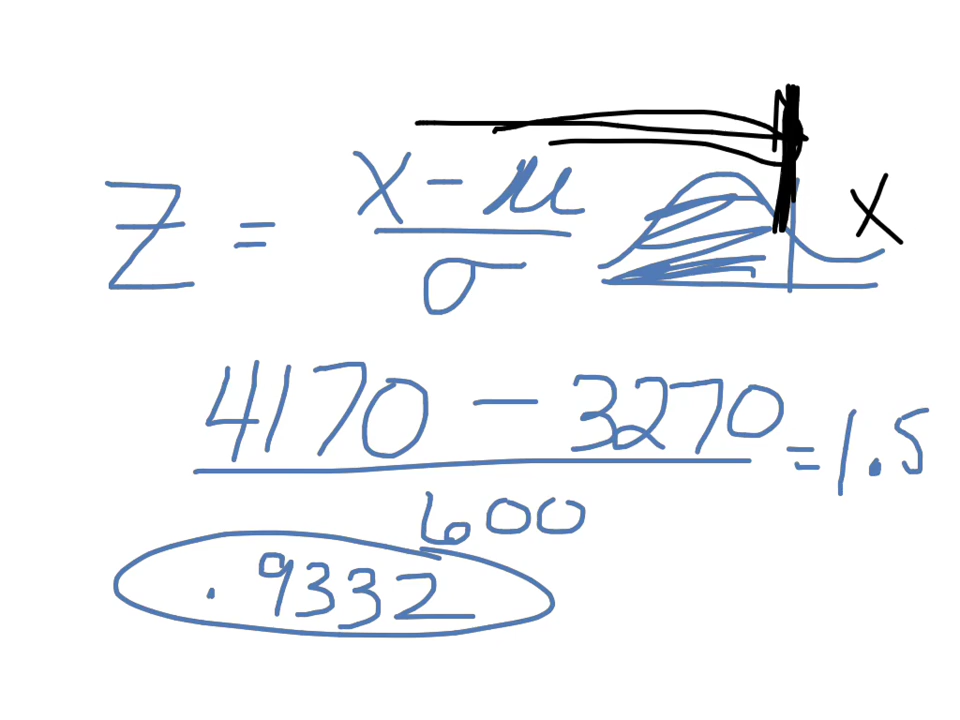 Z = X - μ / σ
X
4170 - 3270 / 600 = 1.5
.9332